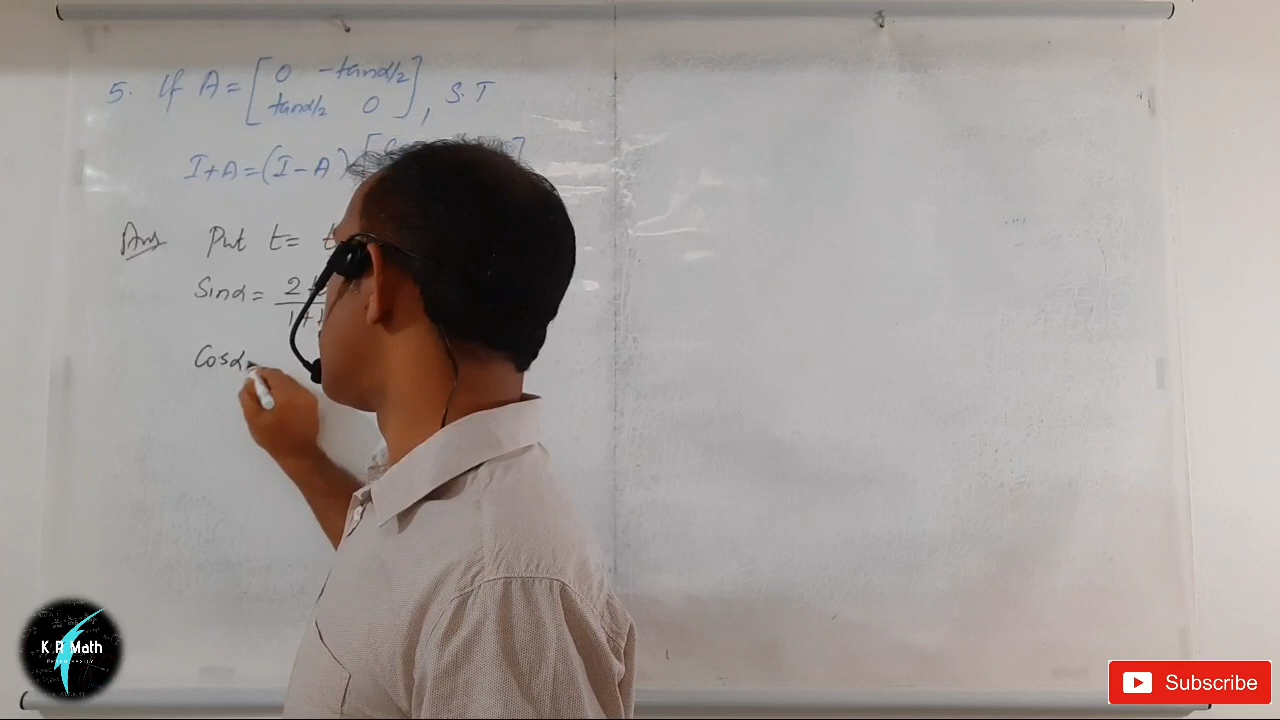 5. If A = [ 0 -tanα/2
tanα/2 0 ], S.T
I+A = (I-A) [
Ans Put t=
Sinα = 2
1+
Cosα
K R Math
Subscribe